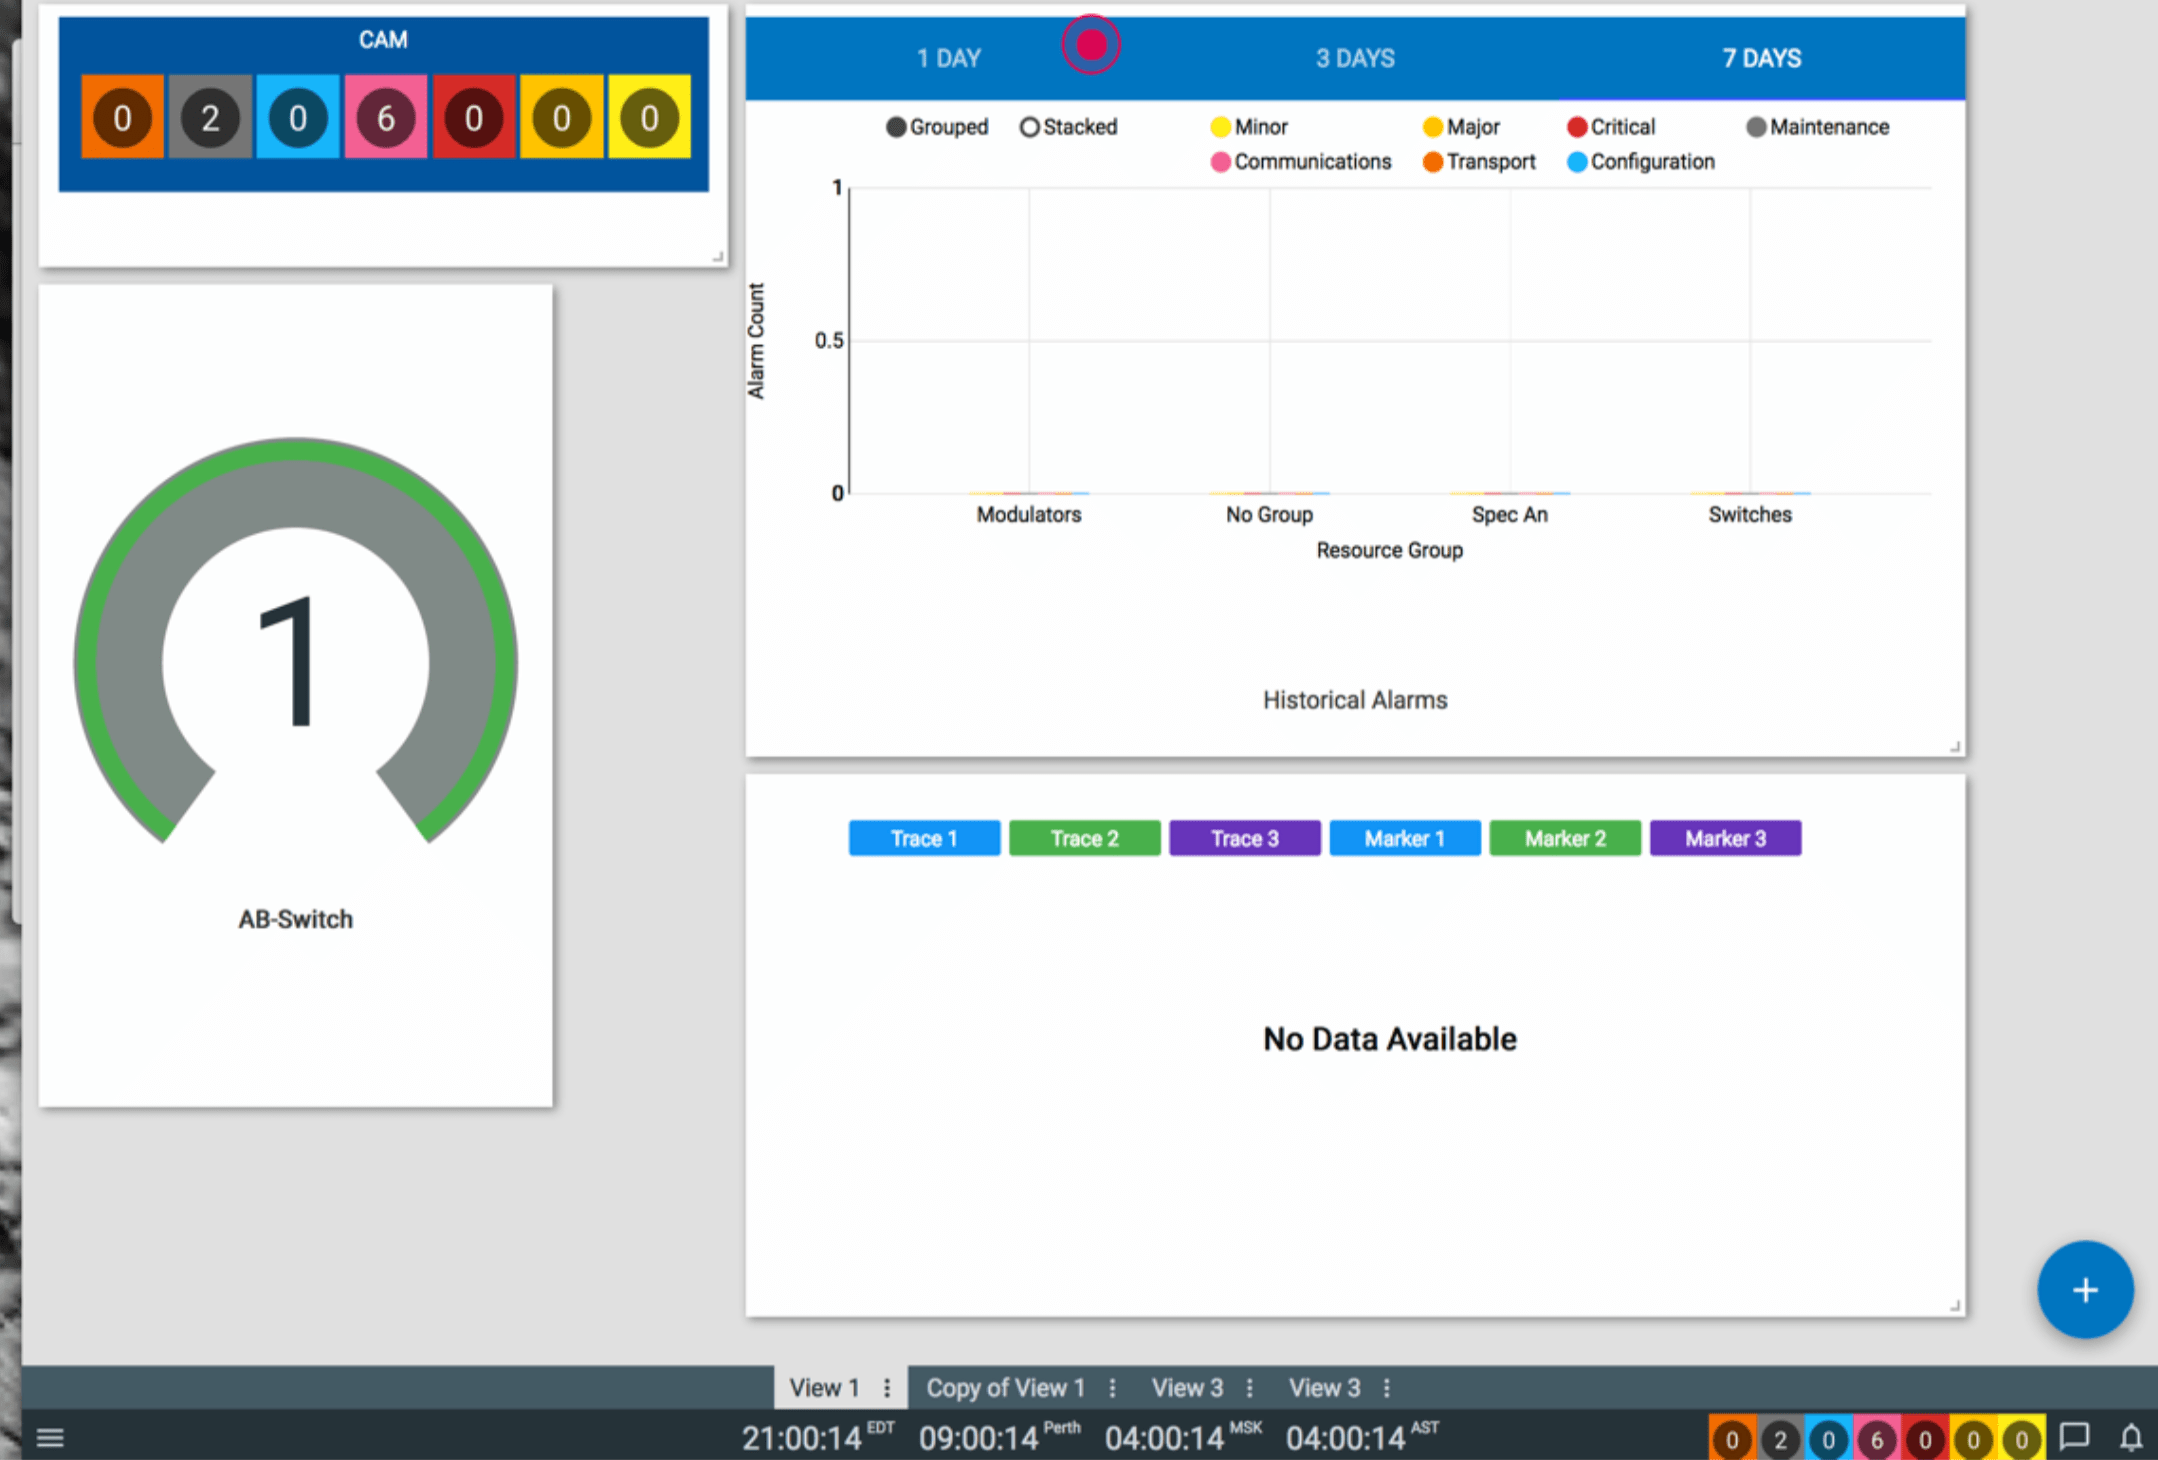 CAM
0 2 0 6 0 0 0
1 DAY 3 DAYS 7 DAYS
Grouped Stacked Minor Major Critical Maintenance
Communications Transport Configuration
1
0.5
0
Alarm Count
Modulators No Group Spec An Switches
Resource Group
Historical Alarms
1
AB-Switch
Trace 1 Trace 2 Trace 3 Marker 1 Marker 2 Marker 3
No Data Available
+
View 1 Copy of View 1 View 3 View 3
21:00:14 EDT 09:00:14 Perth 04:00:14 MSK 04:00:14 AST
0 2 0 6 0 0 0